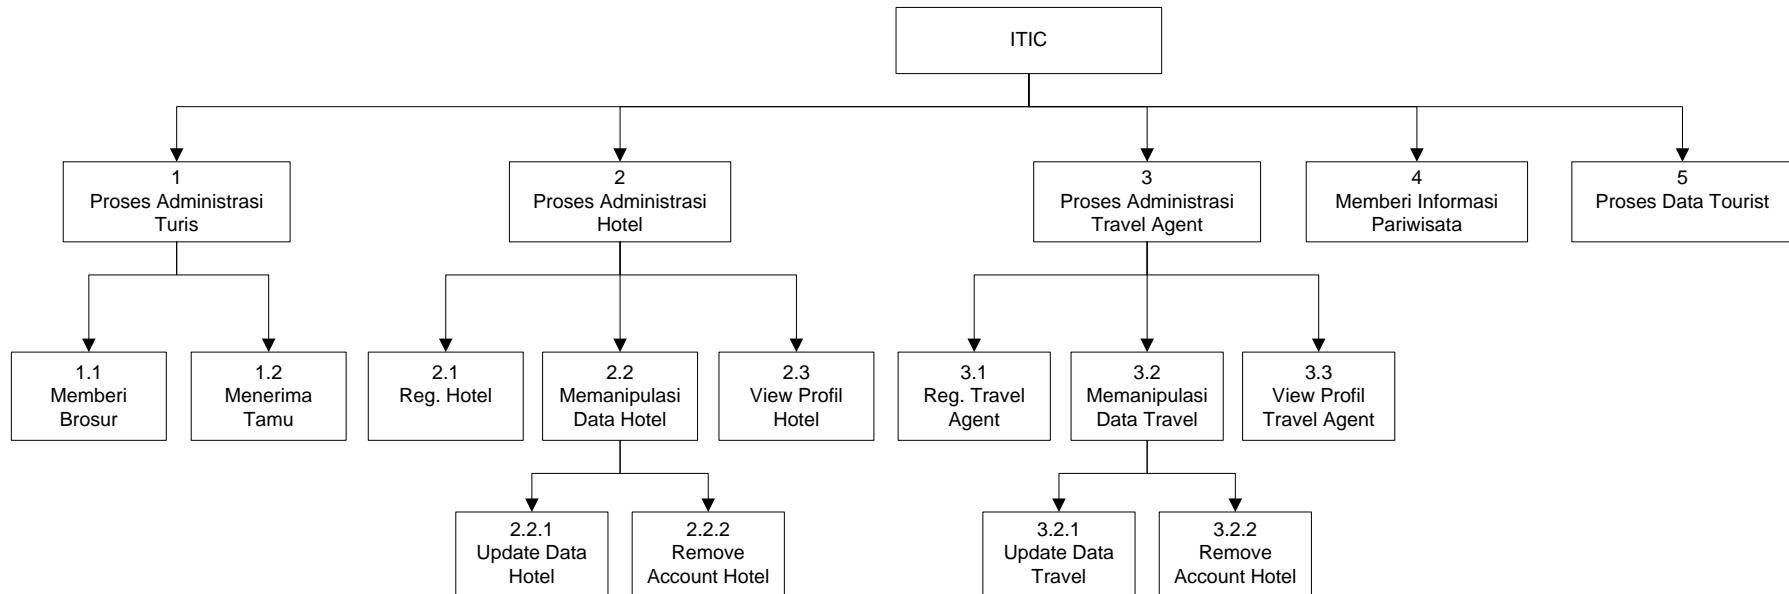 ITIC
1
Proses Administrasi
Turis
2
Proses Administrasi
Hotel
3
Proses Administrasi
Travel Agent
4
Memberi Informasi
Pariwisata
5
Proses Data Tourist
1.1
Memberi
Brosur
1.2
Menerima
Tamu
2.1
Reg. Hotel
2.2
Memanipulasi
Data Hotel
2.3
View Profil
Hotel
3.1
Reg. Travel
Agent
3.2
Memanipulasi
Data Travel
3.3
View Profil
Travel Agent
2.2.1
Update Data
Hotel
2.2.2
Remove
Account Hotel
3.2.1
Update Data
Travel
3.2.2
Remove
Account Hotel